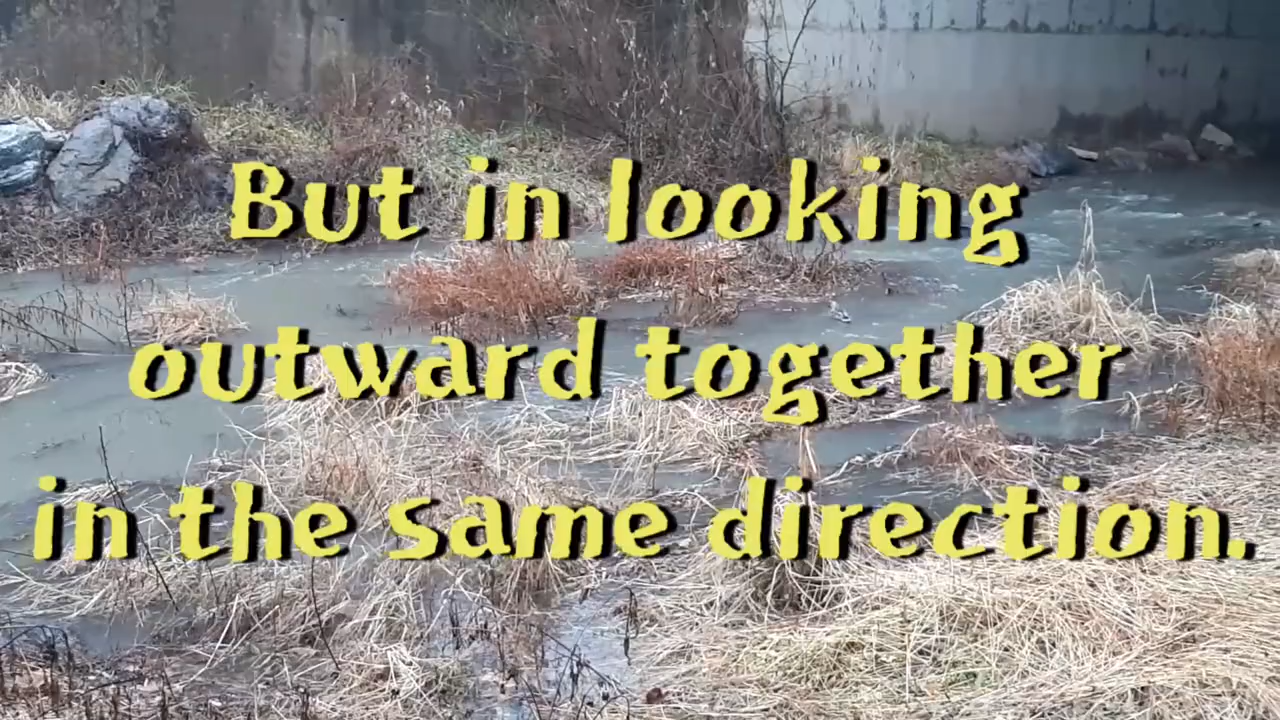 But in looking
outward together
in the same direction.